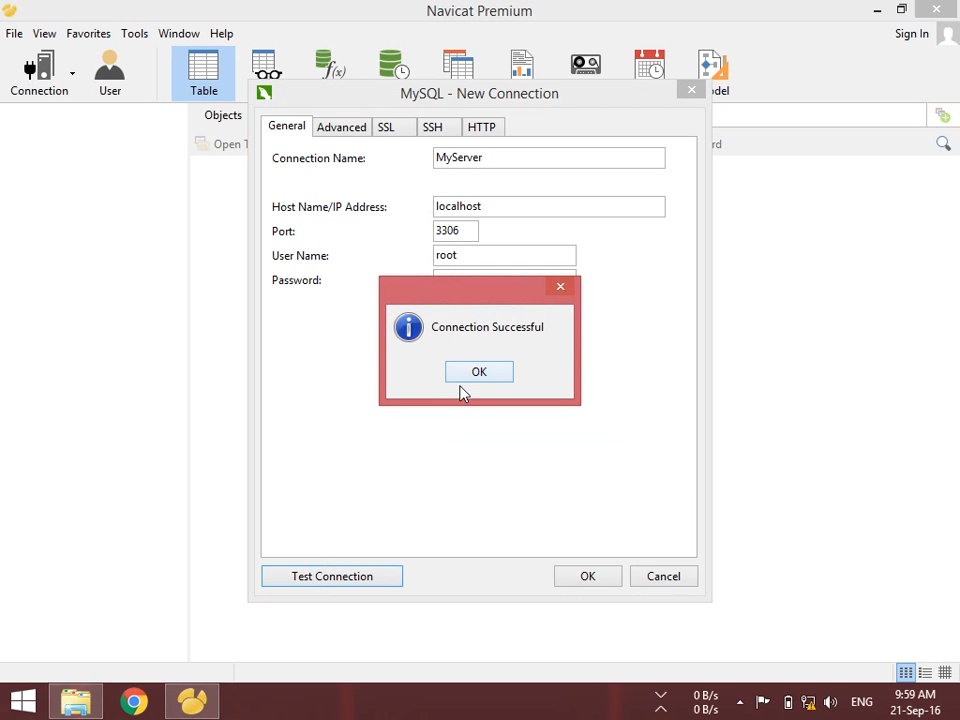 Navicat Premium
File View Favorites Tools Window Help
Sign In
Connection User Table
MySQL - New Connection
Objects
General Advanced SSL SSH HTTP
Open
Connection Name: MyServer
Host Name/IP Address: localhost
Port: 3306
User Name: root
Password:
Connection Successful
OK
Test Connection OK Cancel
0 B/s
0 B/s
ENG
9:59 AM
21-Sep-16